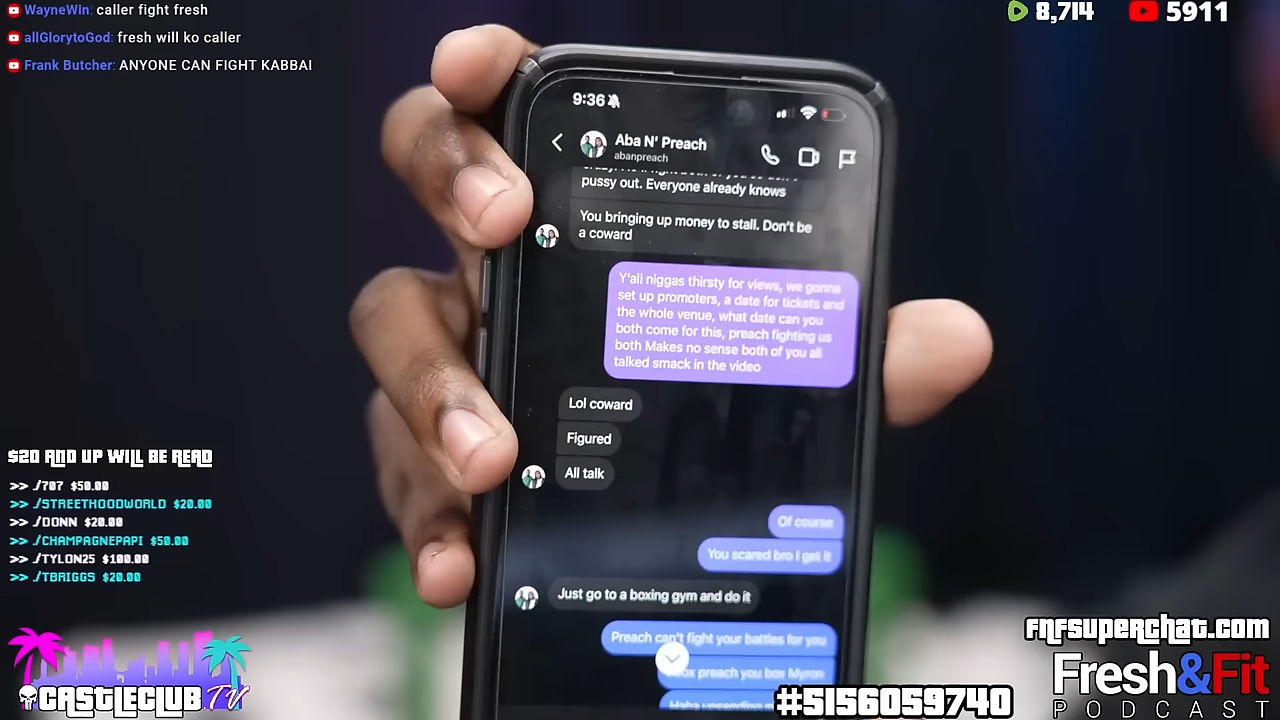 WayneWin: caller fight fresh
allGlorytoGod: fresh will ko caller
Frank Butcher: ANYONE CAN FIGHT KABBAI
8,714
5911
9:36
Aba N' Preach
abanpreach
pussy out. Everyone already knows
You bringing up money to stall. Don't be
a coward
Y'all niggas thirsty for views, we gonna
set up promoters, a date for tickets and
the whole venue, what date can you
both come for this, preach fighting us
both Makes no sense both of you all
talked smack in the video
Lol coward
Figured
All talk
Of course
You scared bro I get it
Just go to a boxing gym and do it
Preach can't fight your battles for you
preach you box Myron
$20 AND UP WILL BE READ
>> ./707 $50.00
>> ./STREETHOODWORLD $20.00
>> ./DONN $20.00
>> ./CHAMPAGNEPAPI $50.00
>> ./TYLON25 $100.00
>> ./TBRIGGS $20.00
CASTLECLUB TV
fnfsuperchat.com
Fresh&Fit
PODCAST
#5156059740